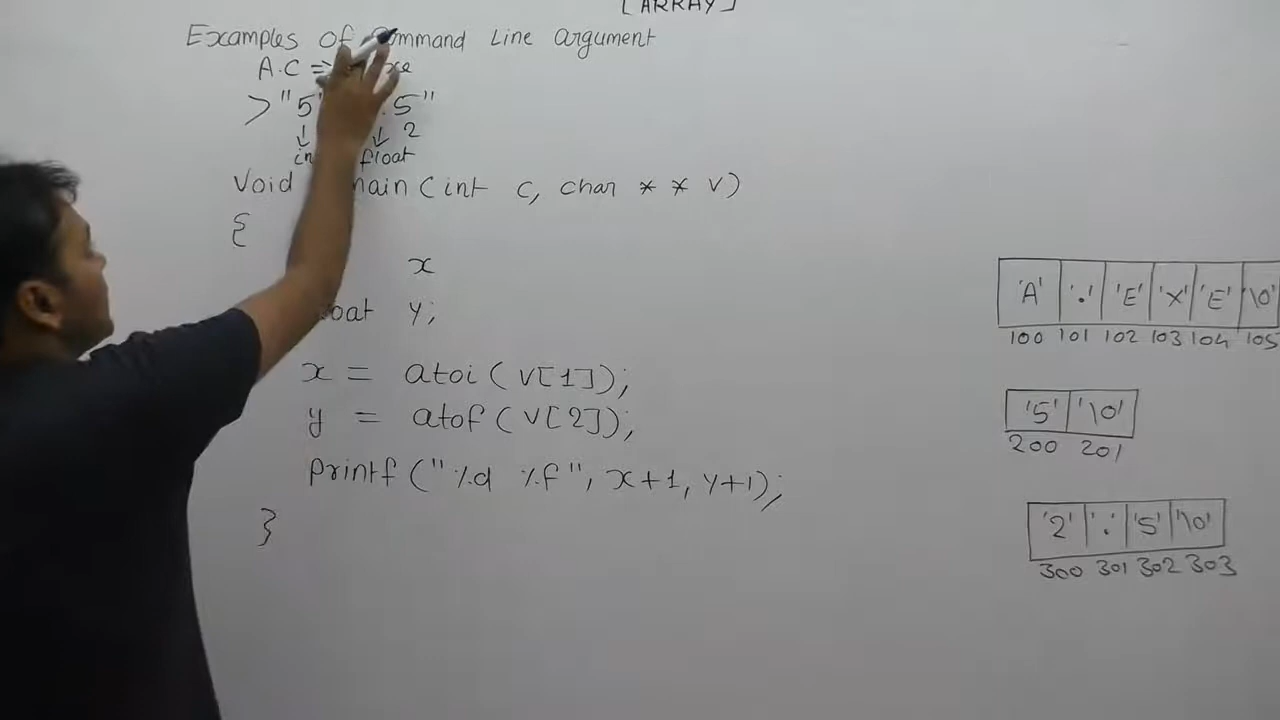 [ARRAY]
Examples of Command Line argument
A.C =>
> "5 .5"
2
float
Void main (int c, char * * v)
{
x
y;
x = atoi (v[1]);
y = atof (v[2]);
printf ("%d %f", x+1, y+1);
}
'A' '.' 'E' 'X' 'E' '\0'
100 101 102 103 104 105
'5' '\0'
200 201
'2' '.' '5' '\0'
300 301 302 303